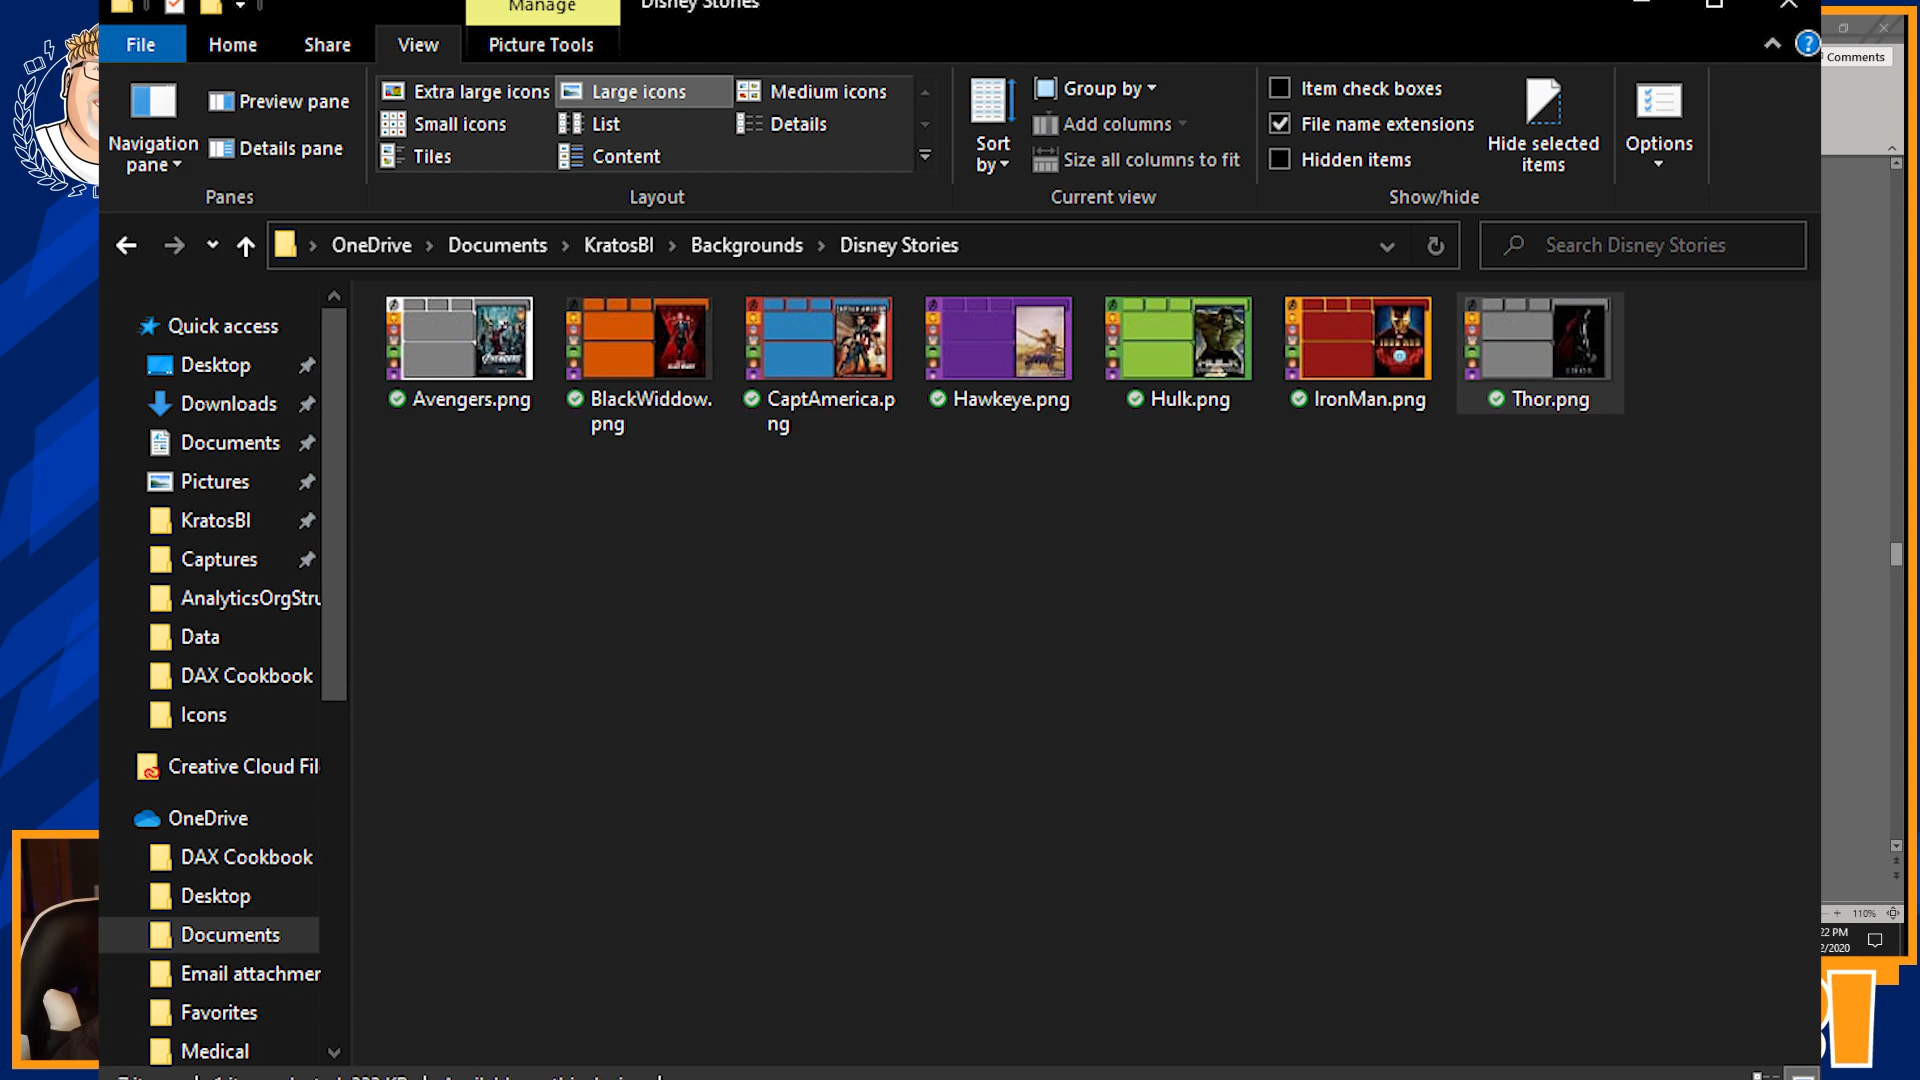 Manage
Disney Stories
File
Home
Share
View
Picture Tools
Comments
Navigation
pane
Preview pane
Details pane
Panes
Extra large icons
Large icons
Medium icons
Small icons
List
Details
Tiles
Content
Layout
Sort
by
Group by
Add columns
Size all columns to fit
Current view
Item check boxes
File name extensions
Hidden items
Hide selected
items
Show/hide
Options
OneDrive
Documents
KratosBI
Backgrounds
Disney Stories
Search Disney Stories
Quick access
Desktop
Downloads
Documents
Pictures
KratosBI
Captures
AnalyticsOrgStru
Data
DAX Cookbook
Icons
Creative Cloud Fil
OneDrive
DAX Cookbook
Desktop
Documents
Email attachmer
Favorites
Medical
Avengers.png
BlackWiddow.
png
CaptAmerica.p
ng
Hawkeye.png
Hulk.png
IronMan.png
Thor.png
110%
22 PM
2/2020